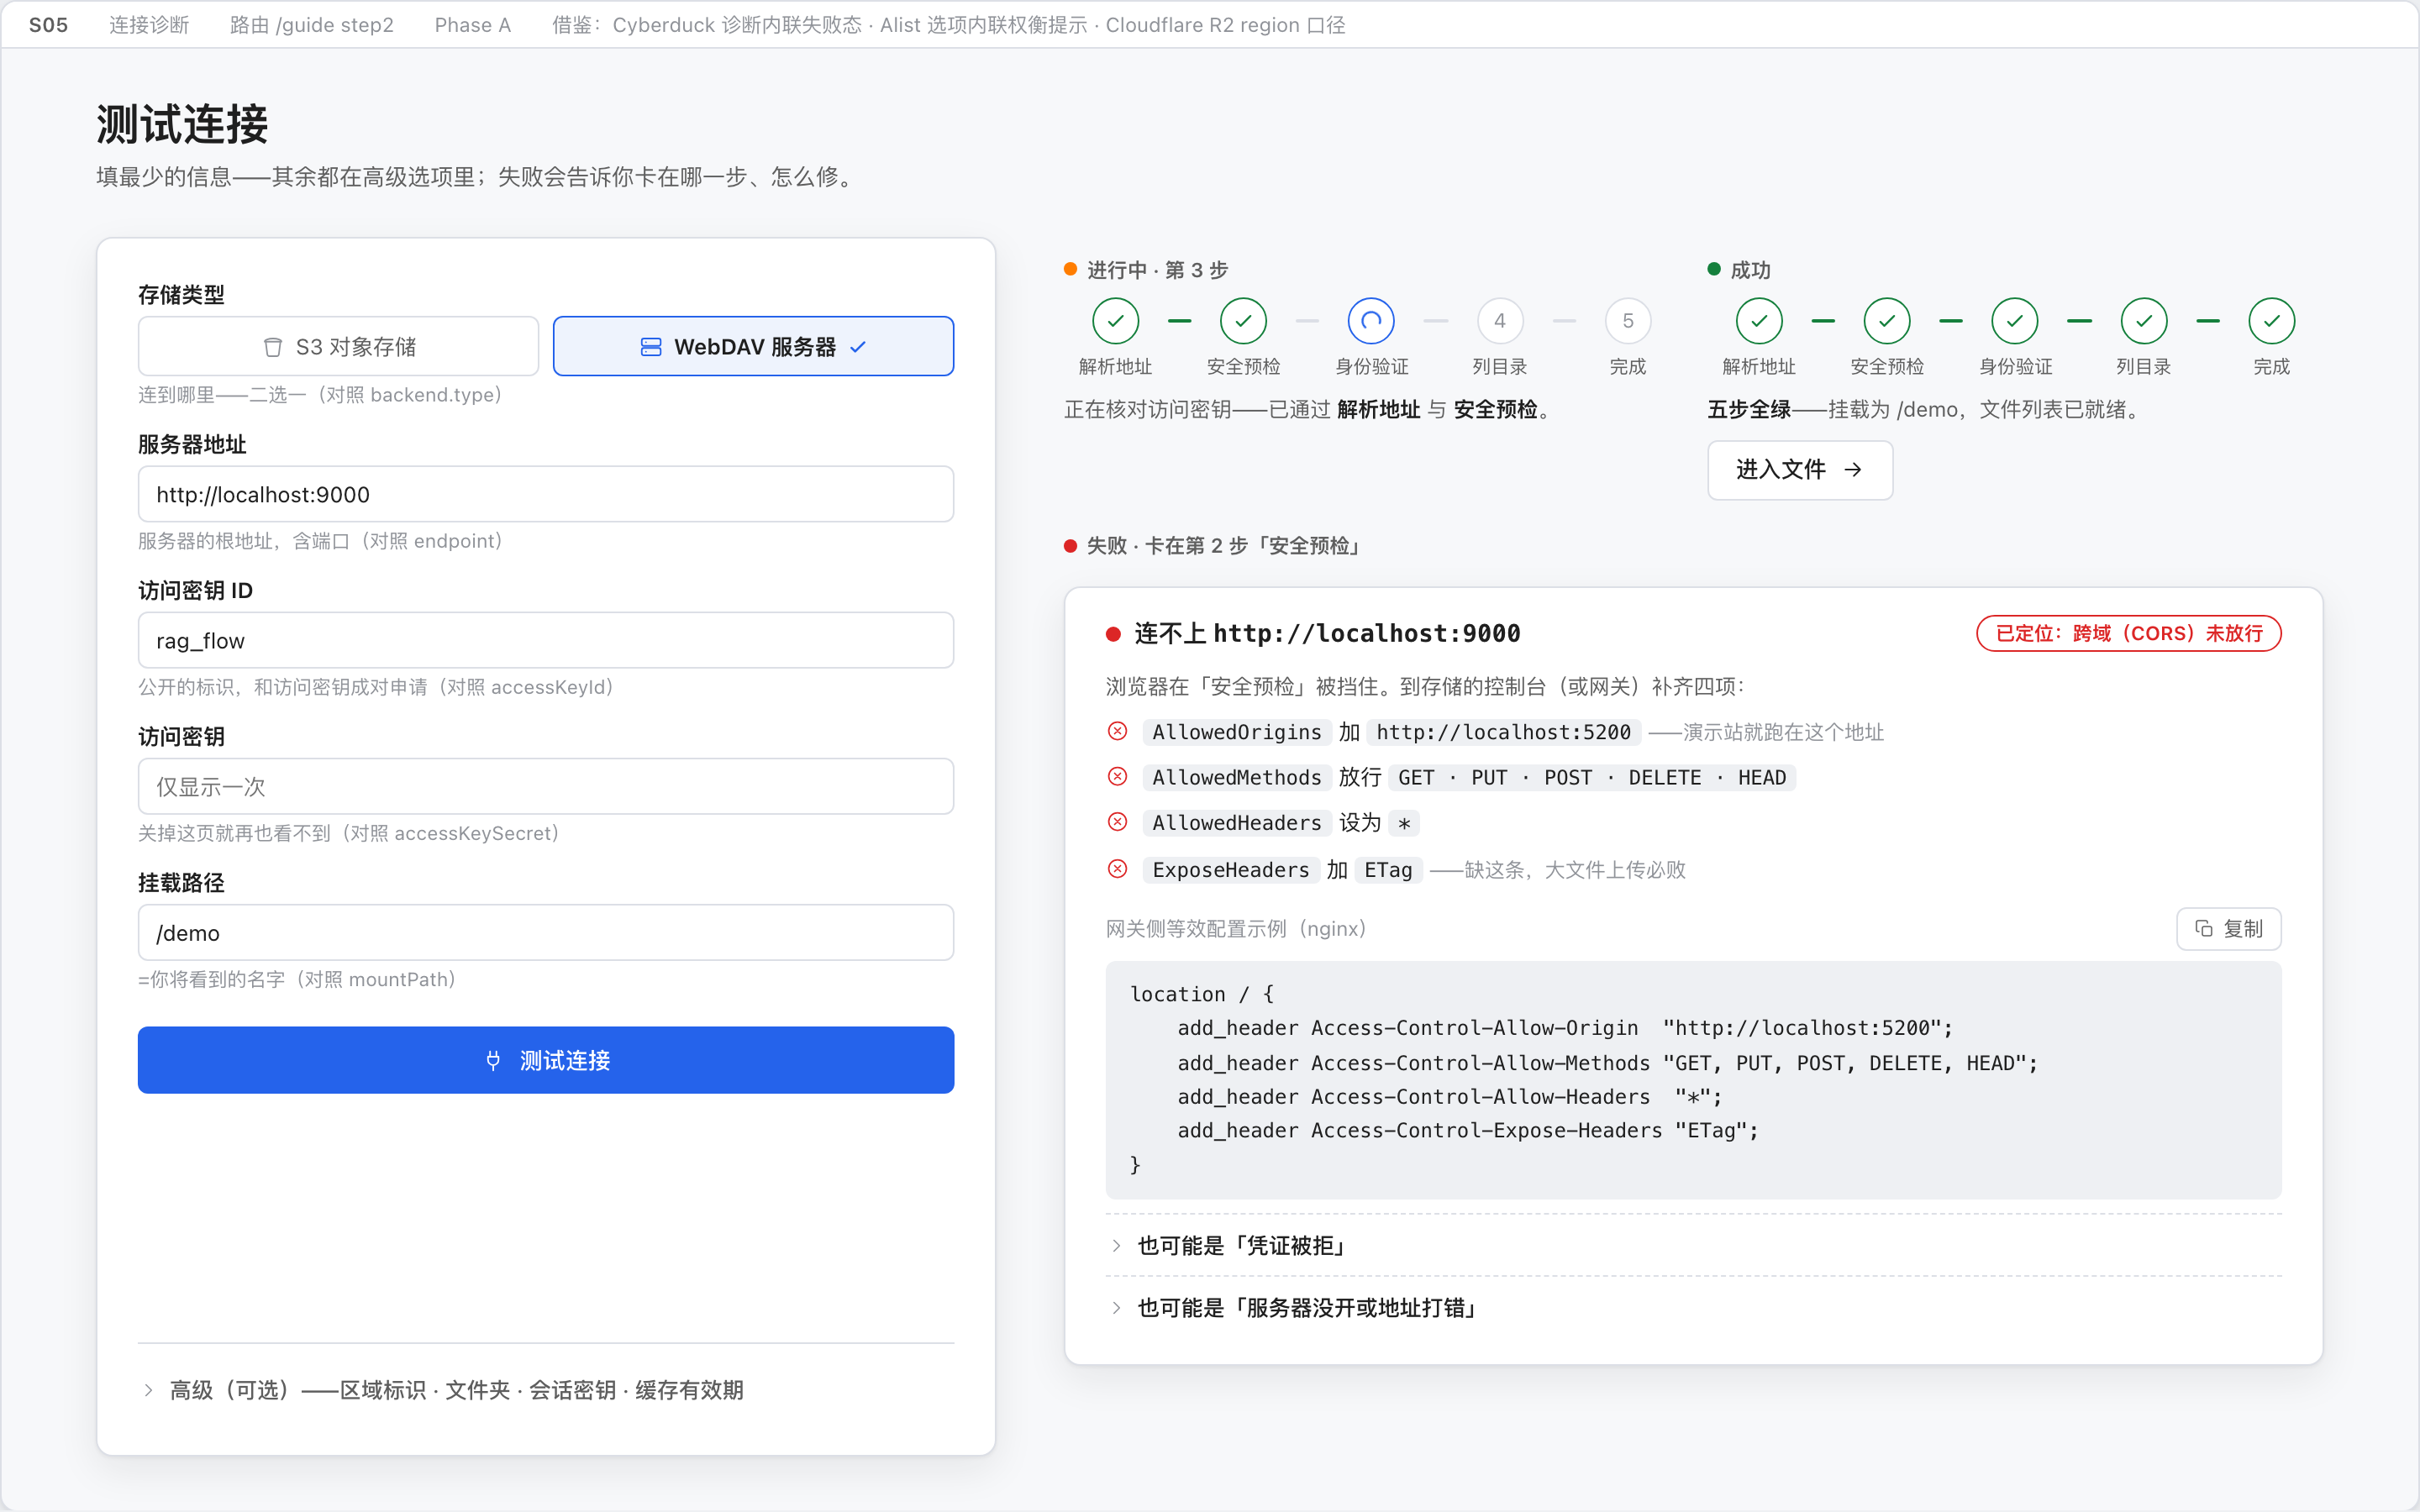 S05 连接诊断 路由 /guide step2 Phase A 借鉴：Cyberduck 诊断内联失败态 · Alist 选项内联权衡提示 · Cloudflare R2 region 口径
测试连接
填最少的信息——其余都在高级选项里；失败会告诉你卡在哪一步、怎么修。
存储类型
S3 对象存储
WebDAV 服务器
连到哪里——二选一（对照 backend.type）
服务器地址
http://localhost:9000
服务器的根地址，含端口（对照 endpoint）
访问密钥 ID
rag_flow
公开的标识，和访问密钥成对申请（对照 accessKeyId）
访问密钥
仅显示一次
关掉这页就再也看不到（对照 accessKeySecret）
挂载路径
/demo
=你将看到的名字（对照 mountPath）
测试连接
高级（可选）——区域标识 · 文件夹 · 会话密钥 · 缓存有效期
进行中 · 第 3 步
4 5
解析地址 安全预检 身份验证 列目录 完成
正在核对访问密钥——已通过 解析地址 与 安全预检。
成功
解析地址 安全预检 身份验证 列目录 完成
五步全绿——挂载为 /demo，文件列表已就绪。
进入文件 →
失败 · 卡在第 2 步「安全预检」
连不上 http://localhost:9000
已定位：跨域（CORS）未放行
浏览器在「安全预检」被挡住。到存储的控制台（或网关）补齐四项：
AllowedOrigins 加 http://localhost:5200 ——演示站就跑在这个地址
AllowedMethods 放行 GET · PUT · POST · DELETE · HEAD
AllowedHeaders 设为 *
ExposeHeaders 加 ETag ——缺这条，大文件上传必败
网关侧等效配置示例（nginx）
复制
location / {
    add_header Access-Control-Allow-Origin  "http://localhost:5200";
    add_header Access-Control-Allow-Methods "GET, PUT, POST, DELETE, HEAD";
    add_header Access-Control-Allow-Headers  "*";
    add_header Access-Control-Expose-Headers "ETag";
}
也可能是「凭证被拒」
也可能是「服务器没开或地址打错」